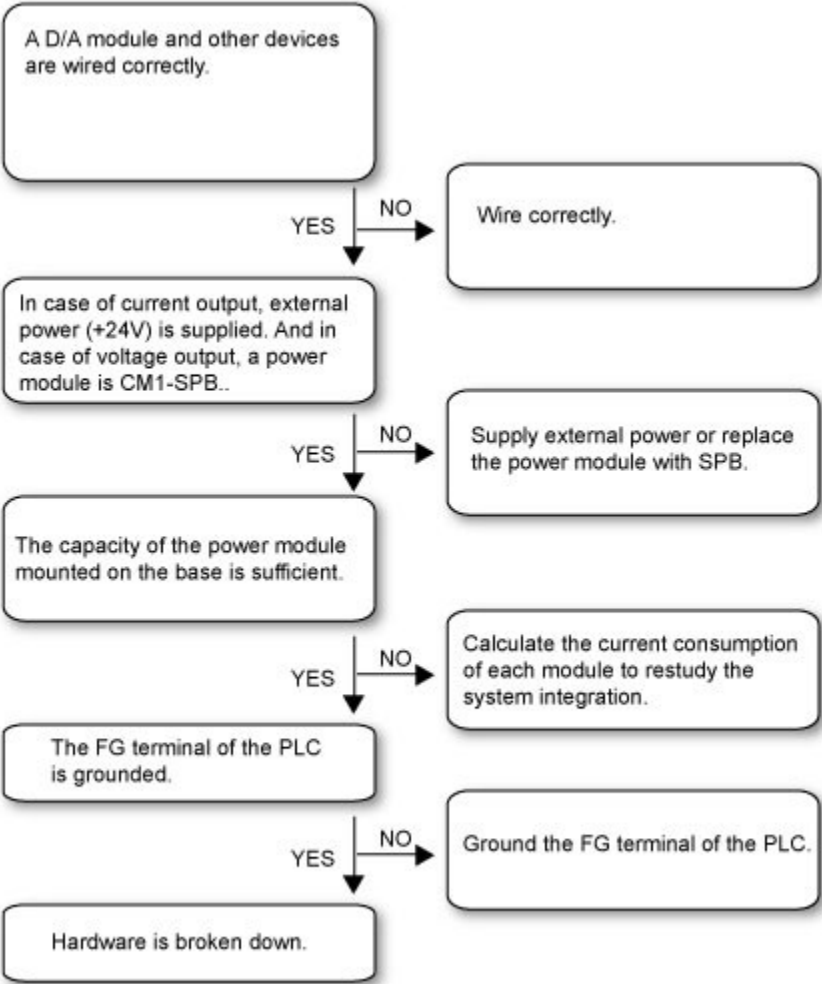 A D/A module and other devices
are wired correctly.
NO
YES
Wire correctly.
In case of current output, external
power (+24V) is supplied. And in
case of voltage output, a power
module is CM1-SPB..
NO
YES
Supply external power or replace
the power module with SPB.
The capacity of the power module
mounted on the base is sufficient.
NO
YES
Calculate the current consumption
of each module to restudy the
system integration.
The FG terminal of the PLC
is grounded.
NO
YES
Ground the FG terminal of the PLC.
Hardware is broken down.